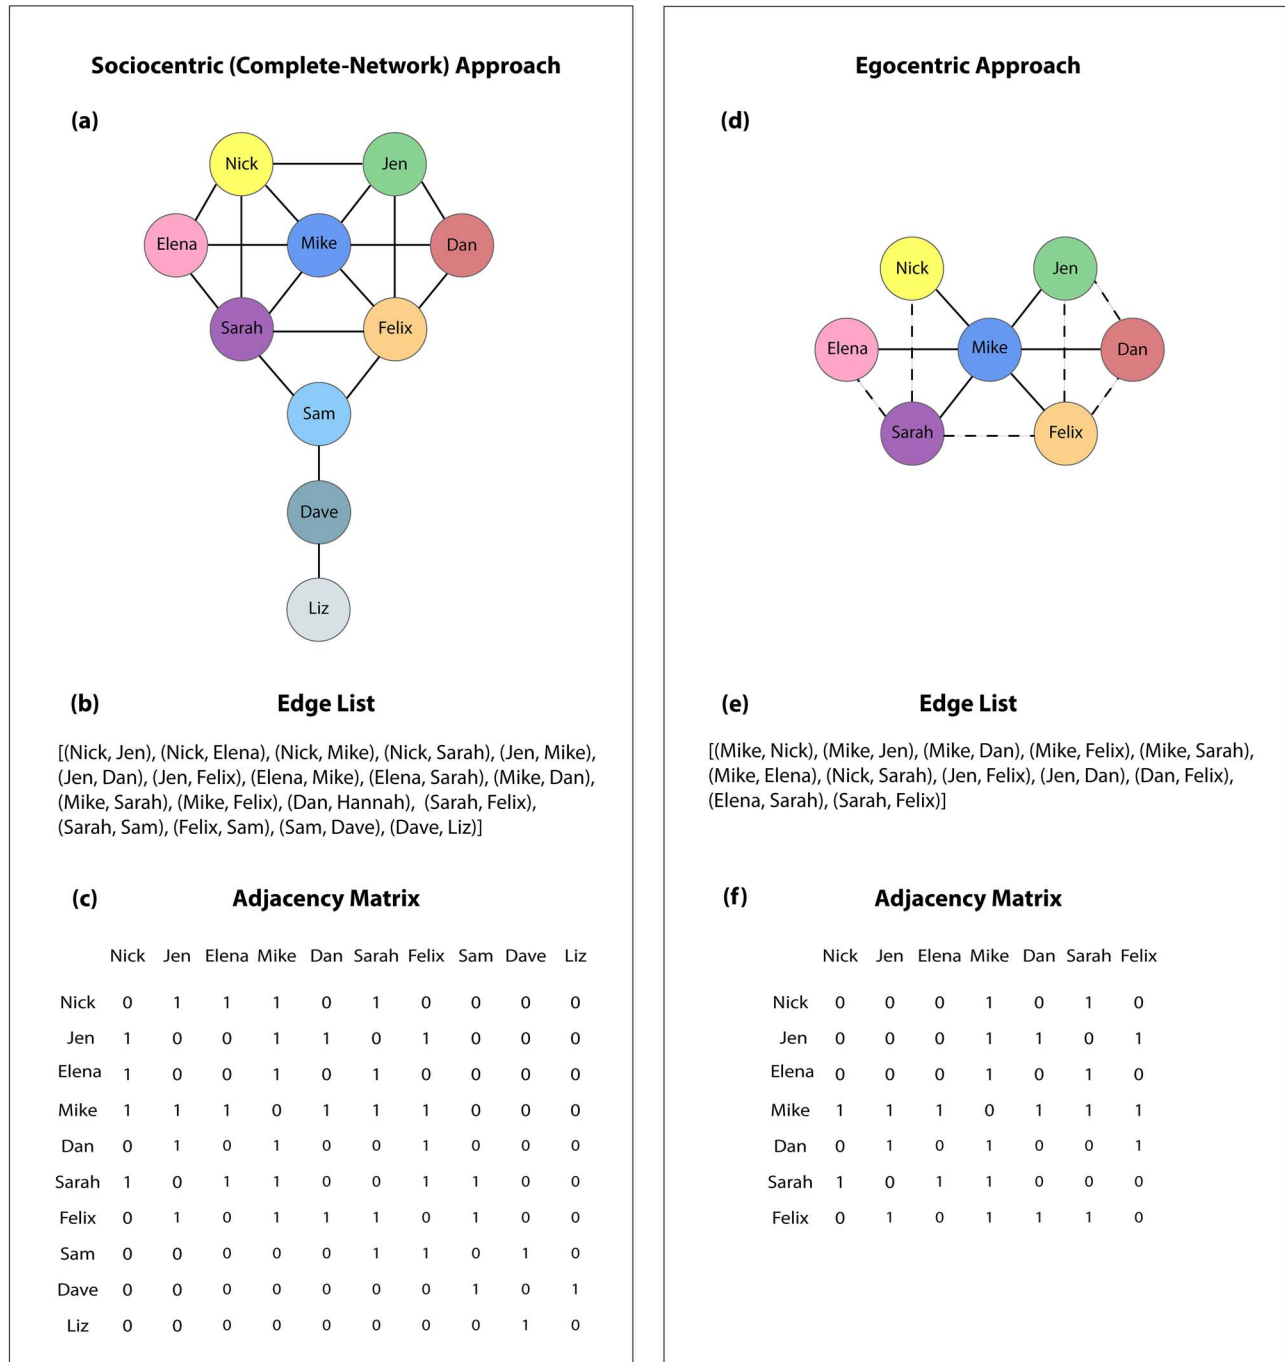 Sociocentric (Complete-Network) Approach
(a)
Nick
Jen
Elena
Mike
Dan
Sarah
Felix
Sam
Dave
Liz
(b) Edge List
[(Nick, Jen), (Nick, Elena), (Nick, Mike), (Nick, Sarah), (Jen, Mike),
(Jen, Dan), (Jen, Felix), (Elena, Mike), (Elena, Sarah), (Mike, Dan),
(Mike, Sarah), (Mike, Felix), (Dan, Hannah), (Sarah, Felix),
(Sarah, Sam), (Felix, Sam), (Sam, Dave), (Dave, Liz)]
(c) Adjacency Matrix
Nick Jen Elena Mike Dan Sarah Felix Sam Dave Liz
Nick 0 1 1 1 0 1 0 0 0 0
Jen 1 0 0 1 1 0 1 0 0 0
Elena 1 0 0 1 0 1 0 0 0 0
Mike 1 1 1 0 1 1 1 0 0 0
Dan 0 1 0 1 0 0 1 0 0 0
Sarah 1 0 1 1 0 0 1 1 0 0
Felix 0 1 0 1 1 1 0 1 0 0
Sam 0 0 0 0 0 1 1 0 1 0
Dave 0 0 0 0 0 0 0 1 0 1
Liz 0 0 0 0 0 0 0 0 1 0
Egocentric Approach
(d)
Nick
Jen
Elena
Mike
Dan
Sarah
Felix
(e) Edge List
[(Mike, Nick), (Mike, Jen), (Mike, Dan), (Mike, Felix), (Mike, Sarah),
(Mike, Elena), (Nick, Sarah), (Jen, Felix), (Jen, Dan), (Dan, Felix),
(Elena, Sarah), (Sarah, Felix)]
(f) Adjacency Matrix
Nick Jen Elena Mike Dan Sarah Felix
Nick 0 0 0 1 0 1 0
Jen 0 0 0 1 1 0 1
Elena 0 0 0 1 0 1 0
Mike 1 1 1 0 1 1 1
Dan 0 1 0 1 0 0 1
Sarah 1 0 1 1 0 0 0
Felix 0 1 0 1 1 1 0